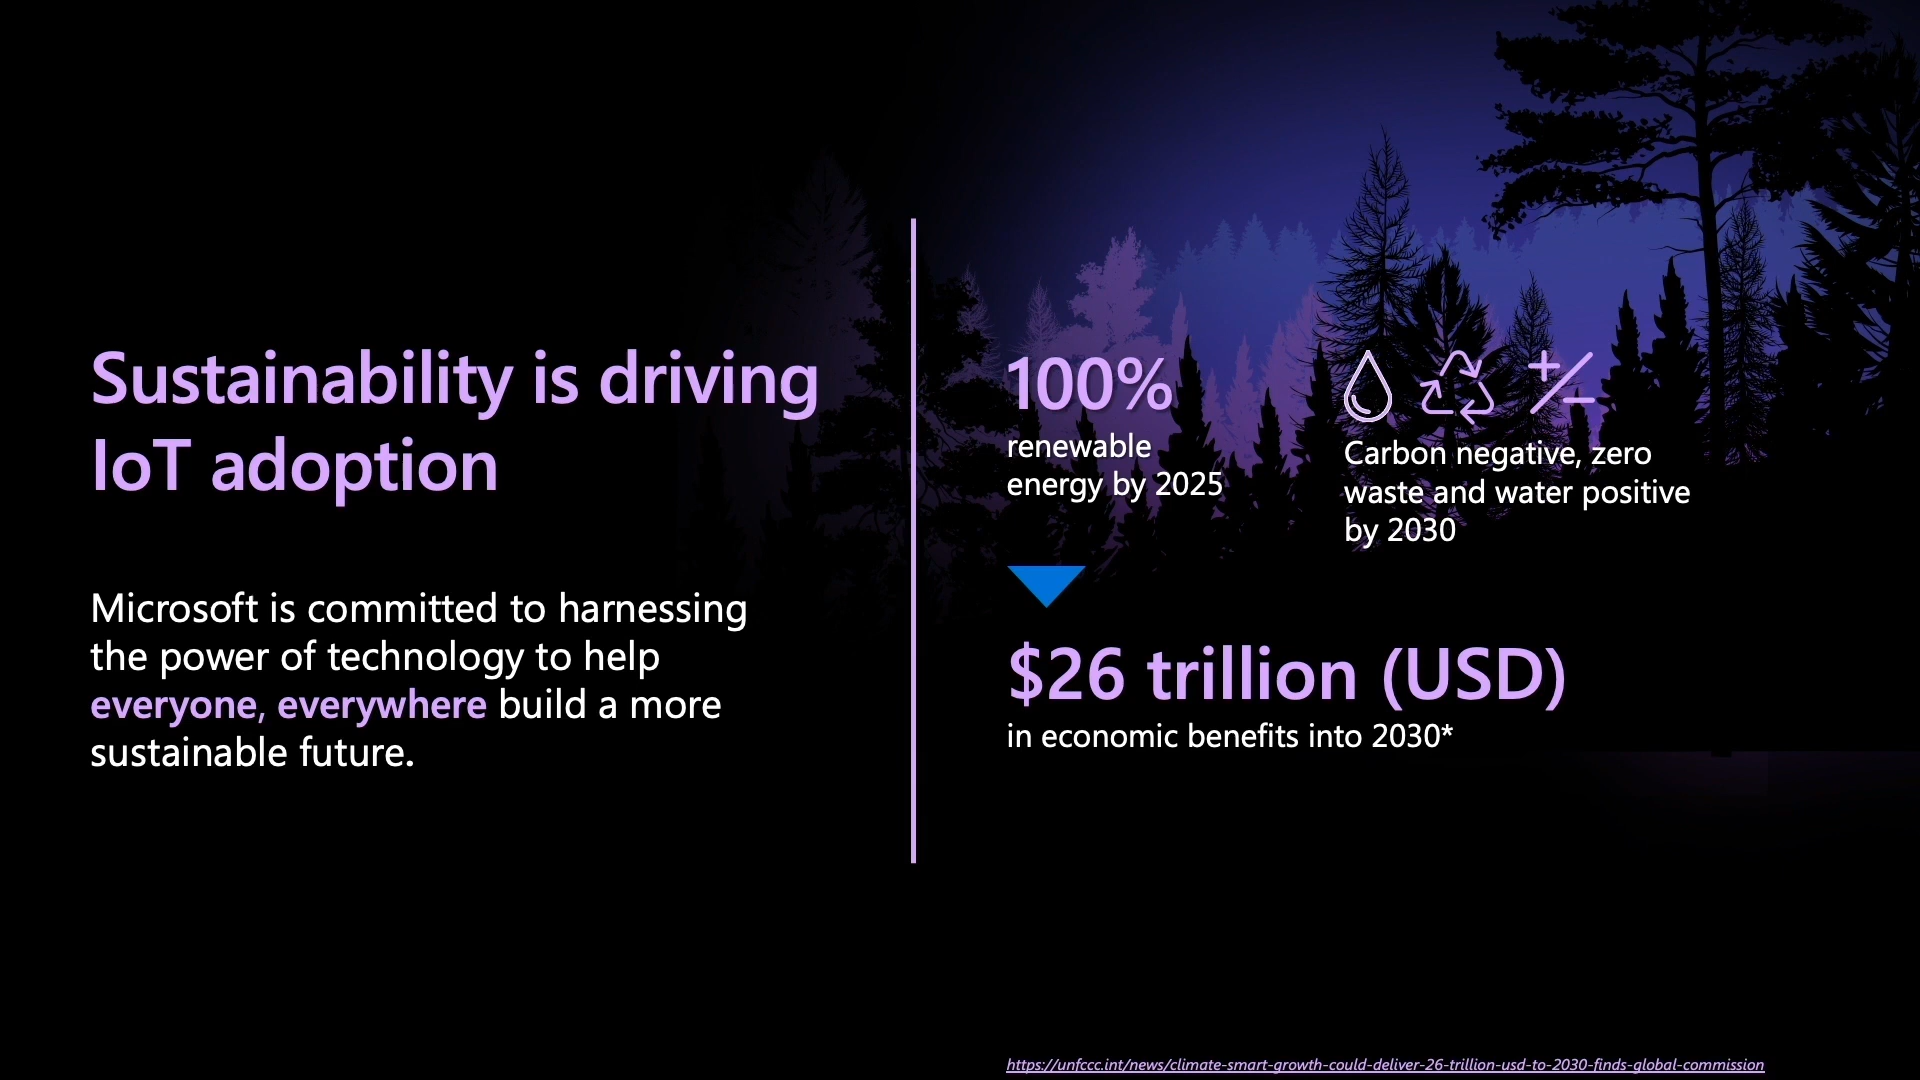 Sustainability is driving
IoT adoption
Microsoft is committed to harnessing
the power of technology to help
everyone, everywhere build a more
sustainable future.
100%
renewable
energy by 2025
Carbon negative, zero
waste and water positive
by 2030
$26 trillion (USD)
in economic benefits into 2030*
https://unfccc.int/news/climate-smart-growth-could-deliver-26-trillion-usd-to-2030-finds-global-commission